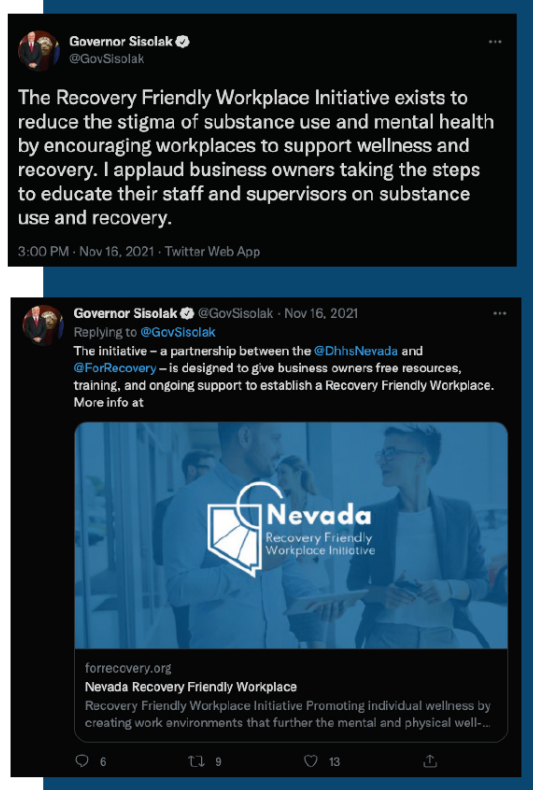 Governor Sisolak
@GovSisolak
The Recovery Friendly Workplace Initiative exists to
reduce the stigma of substance use and mental health
by encouraging workplaces to support wellness and
recovery. I applaud business owners taking the steps
to educate their staff and supervisors on substance
use and recovery.
3:00 PM · Nov 16, 2021 · Twitter Web App
Governor Sisolak @GovSisolak · Nov 16, 2021
Replying to @GovSisolak
The initiative – a partnership between the @DhhsNevada and
@ForRecovery – is designed to give business owners free resources,
training, and ongoing support to establish a Recovery Friendly Workplace.
More info at
Nevada
Recovery Friendly
Workplace Initiative
forrecovery.org
Nevada Recovery Friendly Workplace
Recovery Friendly Workplace Initiative Promoting individual wellness by
creating work environments that further the mental and physical well-...
6 9 13